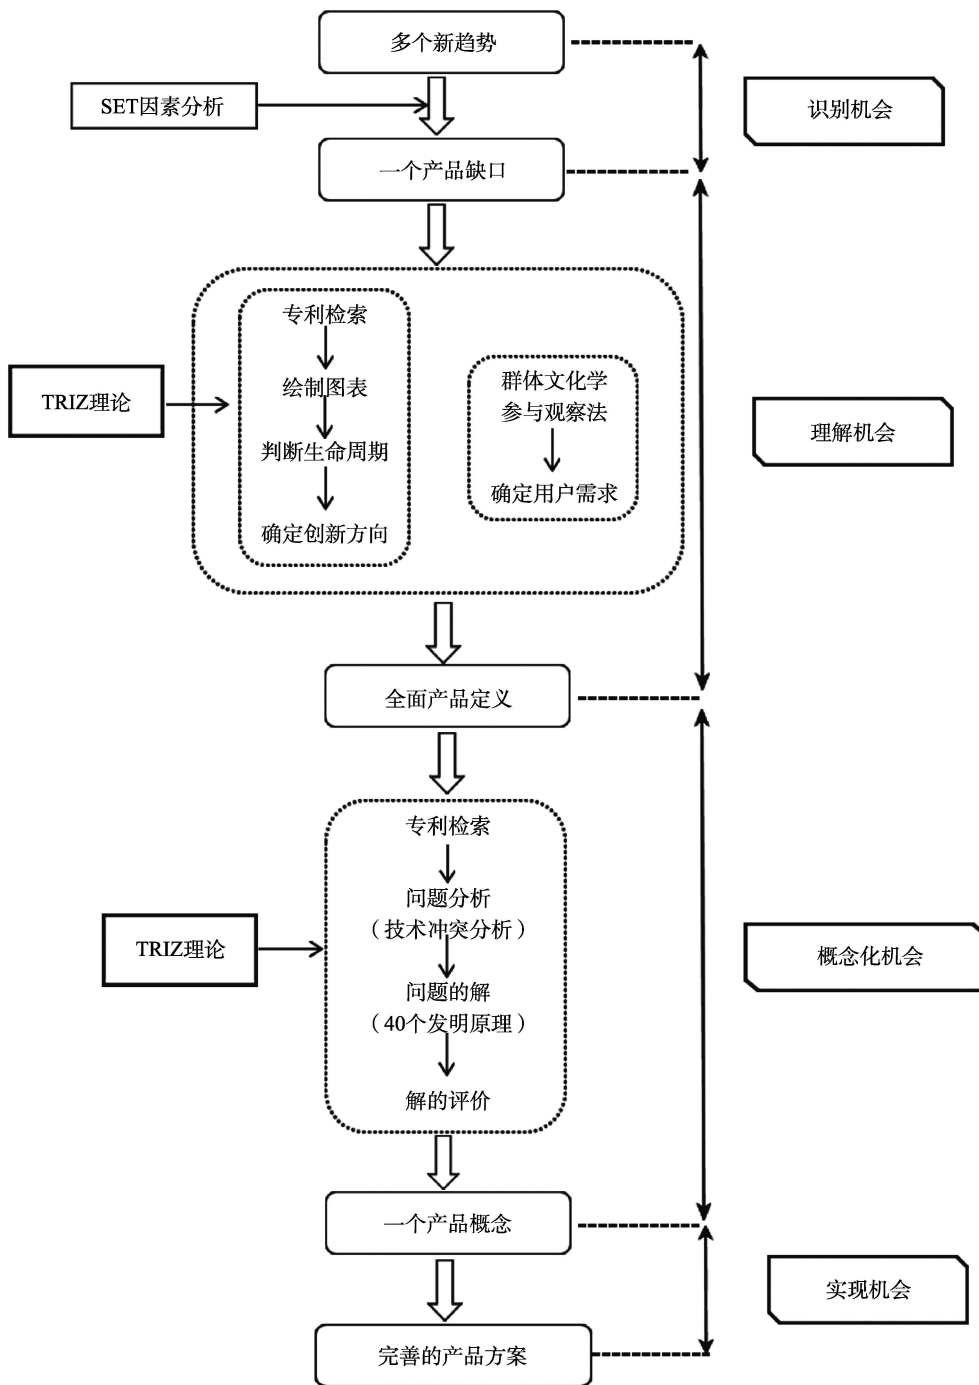 多个新趋势
SET因素分析
识别机会
一个产品缺口
专利检索
绘制图表
判断生命周期
确定创新方向
群体文化学
参与观察法
确定用户需求
TRIZ理论
理解机会
全面产品定义
专利检索
问题分析
（技术冲突分析）
问题的解
（40个发明原理）
解的评价
TRIZ理论
概念化机会
一个产品概念
实现机会
完善的产品方案